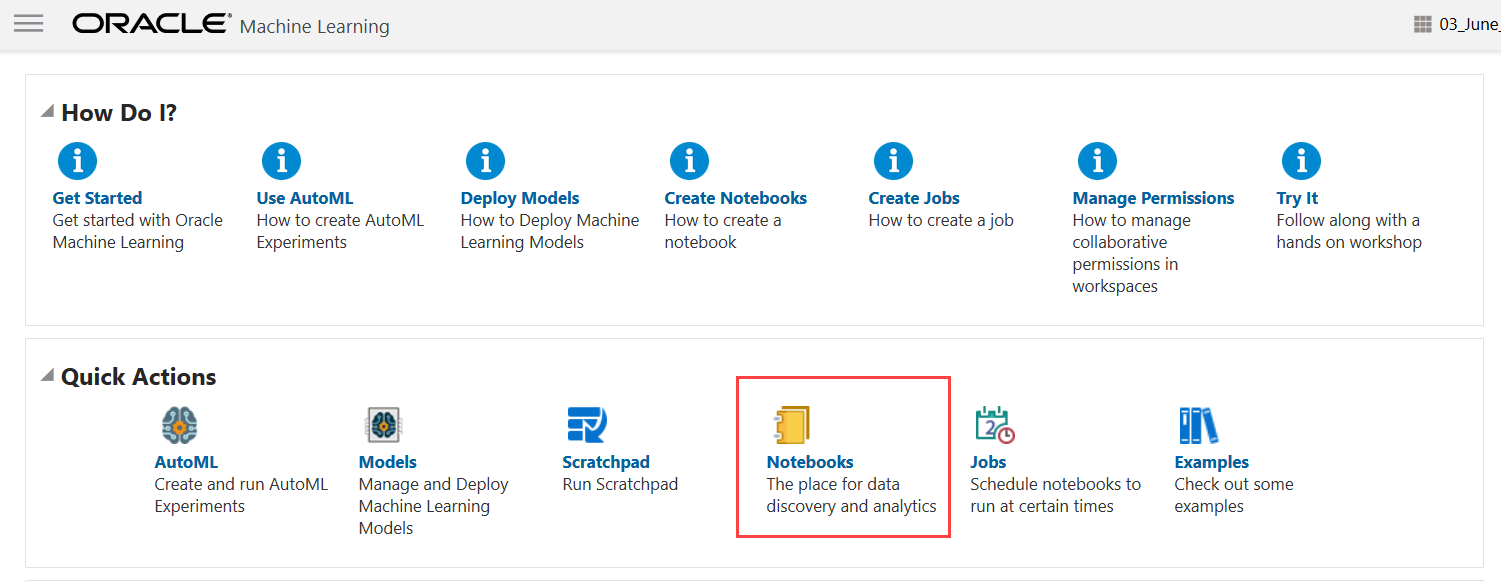 ORACLE® Machine Learning
03_June_
How Do I?
Get Started
Get started with Oracle
Machine Learning
Use AutoML
How to create AutoML
Experiments
Deploy Models
How to Deploy Machine
Learning Models
Create Notebooks
How to create a
notebook
Create Jobs
How to create a job
Manage Permissions
How to manage
collaborative
permissions in
workspaces
Try It
Follow along with a
hands on workshop
Quick Actions
AutoML
Create and run AutoML
Experiments
Models
Manage and Deploy
Machine Learning
Models
Scratchpad
Run Scratchpad
Notebooks
The place for data
discovery and analytics
2
Jobs
Schedule notebooks to
run at certain times
Examples
Check out some
examples